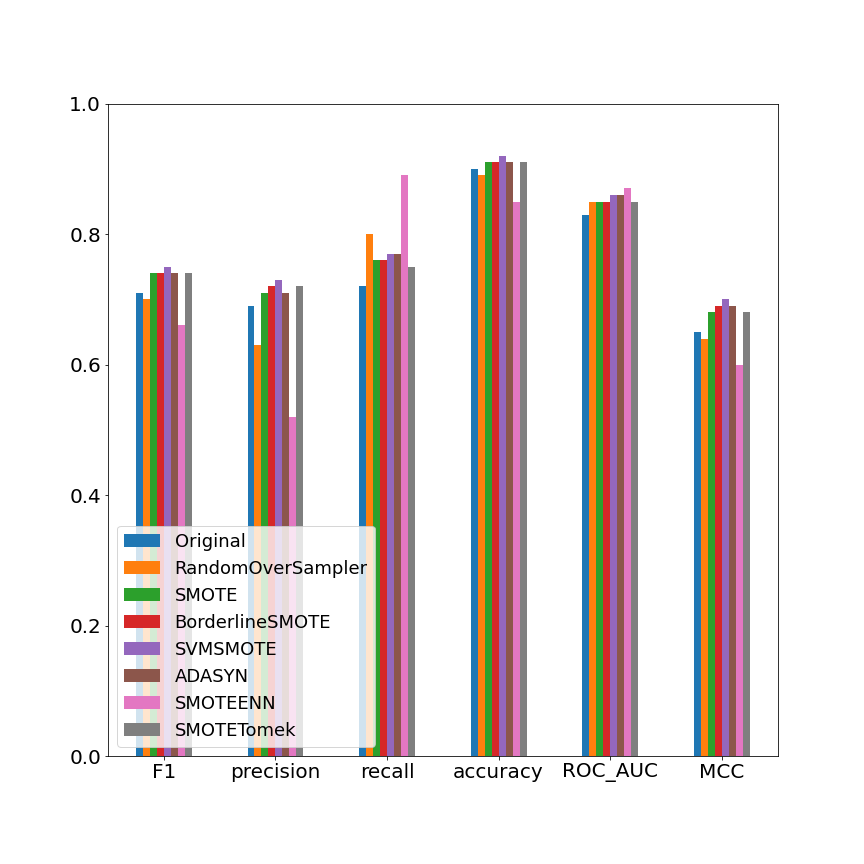 1.0
0.8
0.6
0.4
0.2
0.0
Original
RandomOverSampler
SMOTE
BorderlineSMOTE
SVMSMOTE
ADASYN
SMOTEENN
SMOTETomek
F1 precision recall accuracy ROC_AUC MCC